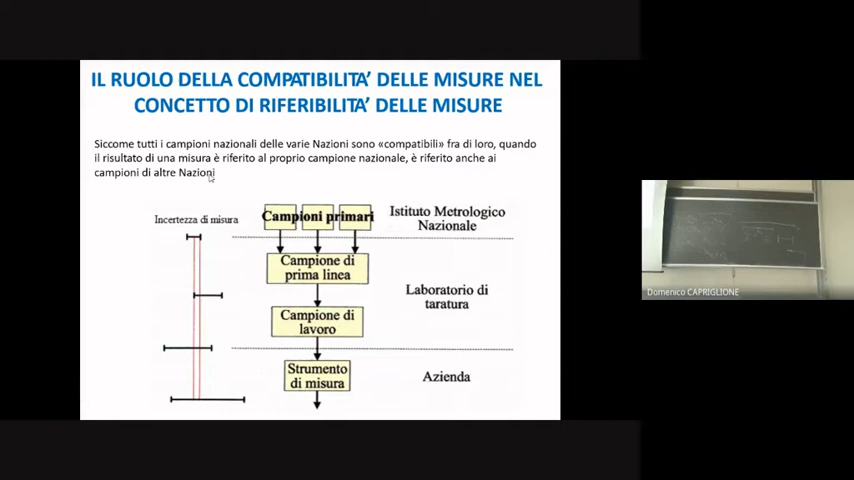 IL RUOLO DELLA COMPATIBILITA' DELLE MISURE NEL
CONCETTO DI RIFERIBILITA' DELLE MISURE
Siccome tutti i campioni nazionali delle varie Nazioni sono «compatibili» fra di loro, quando
il risultato di una misura è riferito al proprio campione nazionale, è riferito anche ai
campioni di altre Nazioni
Incertezza di misura
Campioni primari
Istituto Metrologico
Nazionale
Campione di
prima linea
Laboratorio di
taratura
Campione di
lavoro
Strumento
di misura
Azienda
Domenico CAPRIGLIONE